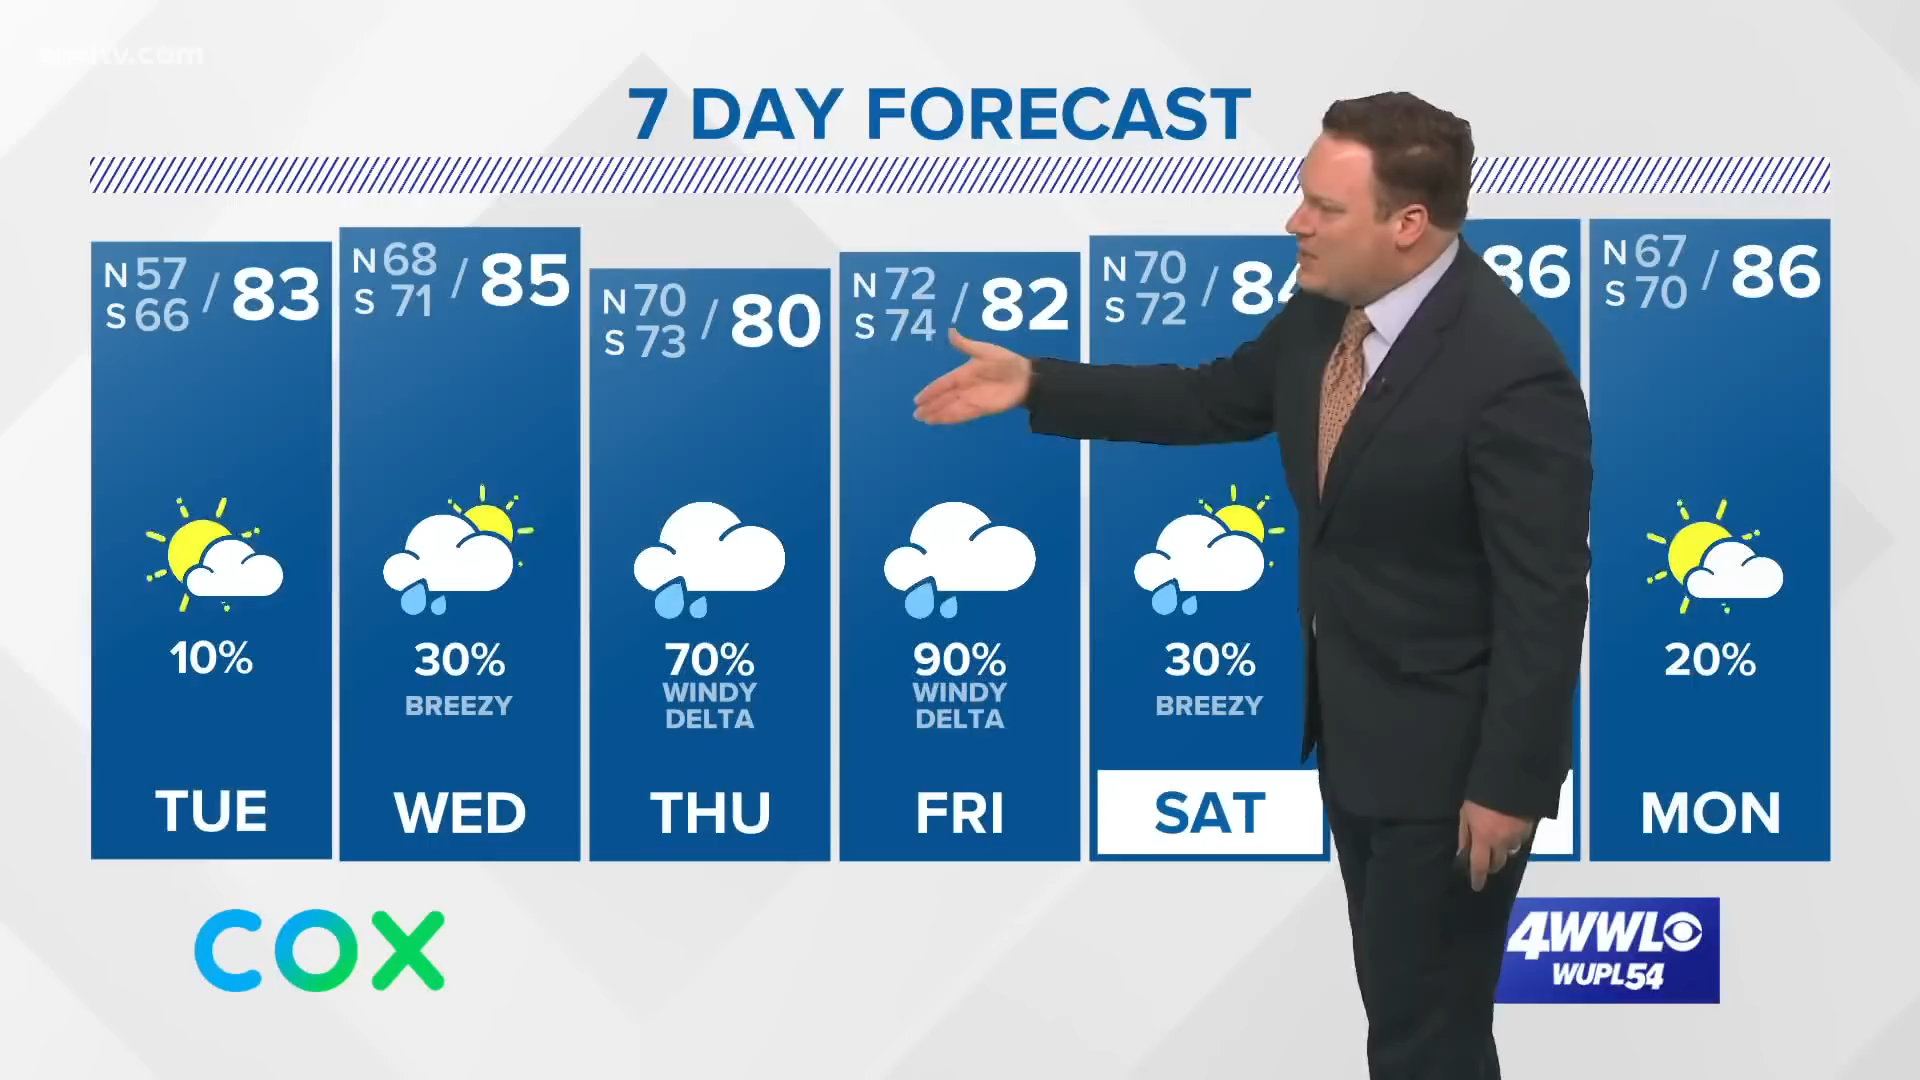 7 DAY FORECAST
N 57
S 66 / 83
N 68
S 71 / 85
N 70
S 73 / 80
N 72
S 74 / 82
N 70
S 72 / 84
86
N 67
S 70 / 86
10%
30%
BREEZY
70%
WINDY
DELTA
90%
WINDY
DELTA
30%
BREEZY
20%
TUE
WED
THU
FRI
SAT
MON
COX
4WWL
WUPL54